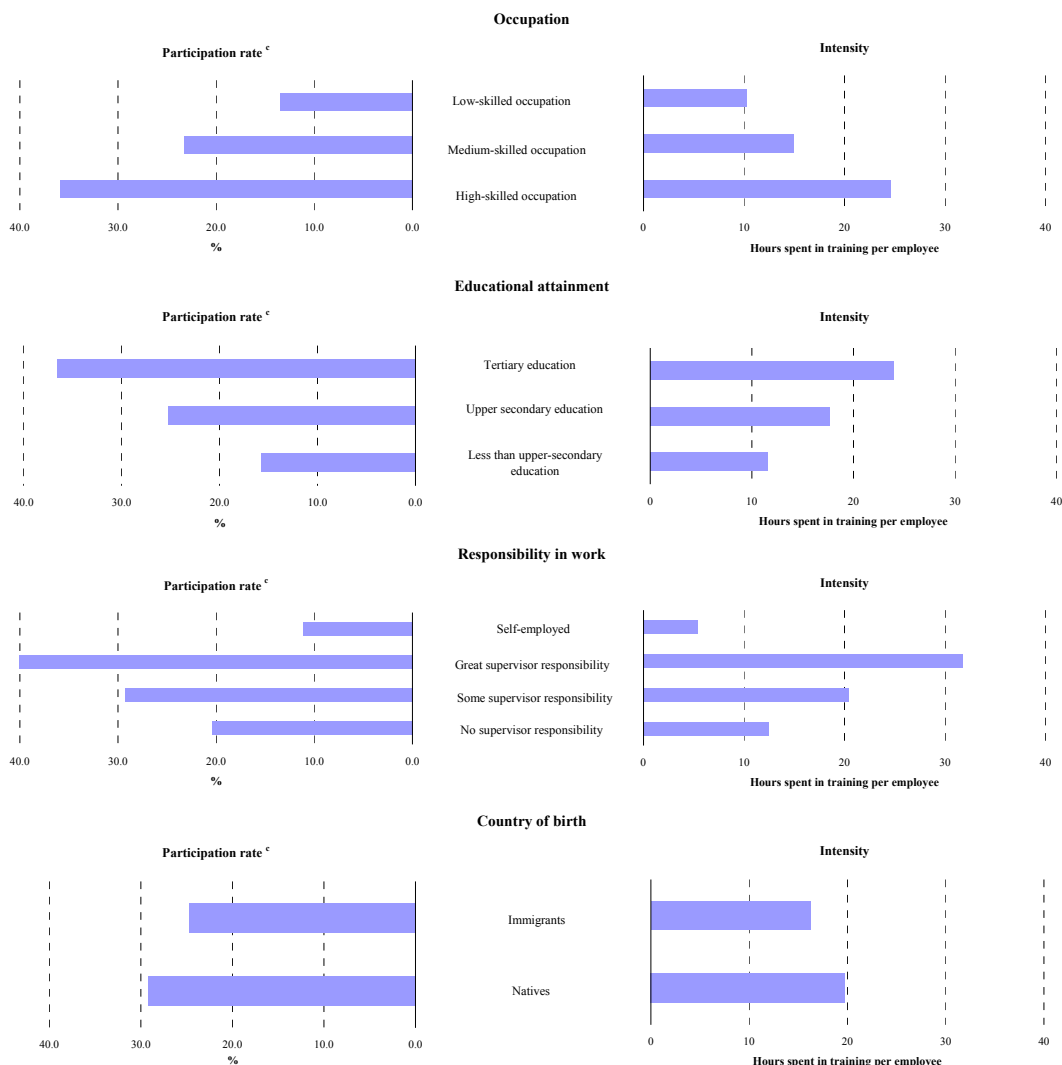 Occupation
Participation rate c
Intensity
Low-skilled occupation
Medium-skilled occupation
High-skilled occupation
40.0 30.0 20.0 10.0 0.0
%
0 10 20 30 40
Hours spent in training per employee
Educational attainment
Participation rate c
Intensity
Tertiary education
Upper secondary education
Less than upper-secondary
education
40.0 30.0 20.0 10.0 0.0
%
0 10 20 30 40
Hours spent in training per employee
Responsibility in work
Participation rate c
Intensity
Self-employed
Great supervisor responsibility
Some supervisor responsibility
No supervisor responsibility
40.0 30.0 20.0 10.0 0.0
%
0 10 20 30 40
Hours spent in training per employee
Country of birth
Participation rate c
Intensity
Immigrants
Natives
40.0 30.0 20.0 10.0 0.0
%
0 10 20 30 40
Hours spent in training per employee